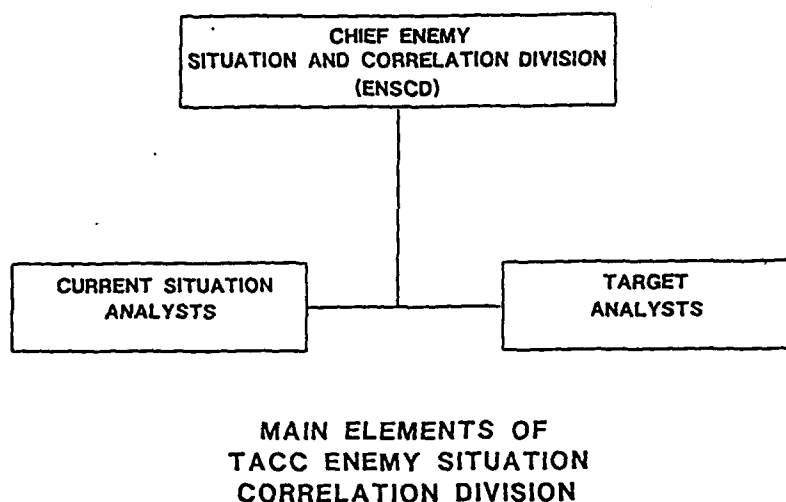 CHIEF ENEMY
SITUATION AND CORRELATION DIVISION
(ENSCD)
CURRENT SITUATION
ANALYSTS
TARGET
ANALYSTS
MAIN ELEMENTS OF
TACC ENEMY SITUATION
CORRELATION DIVISION